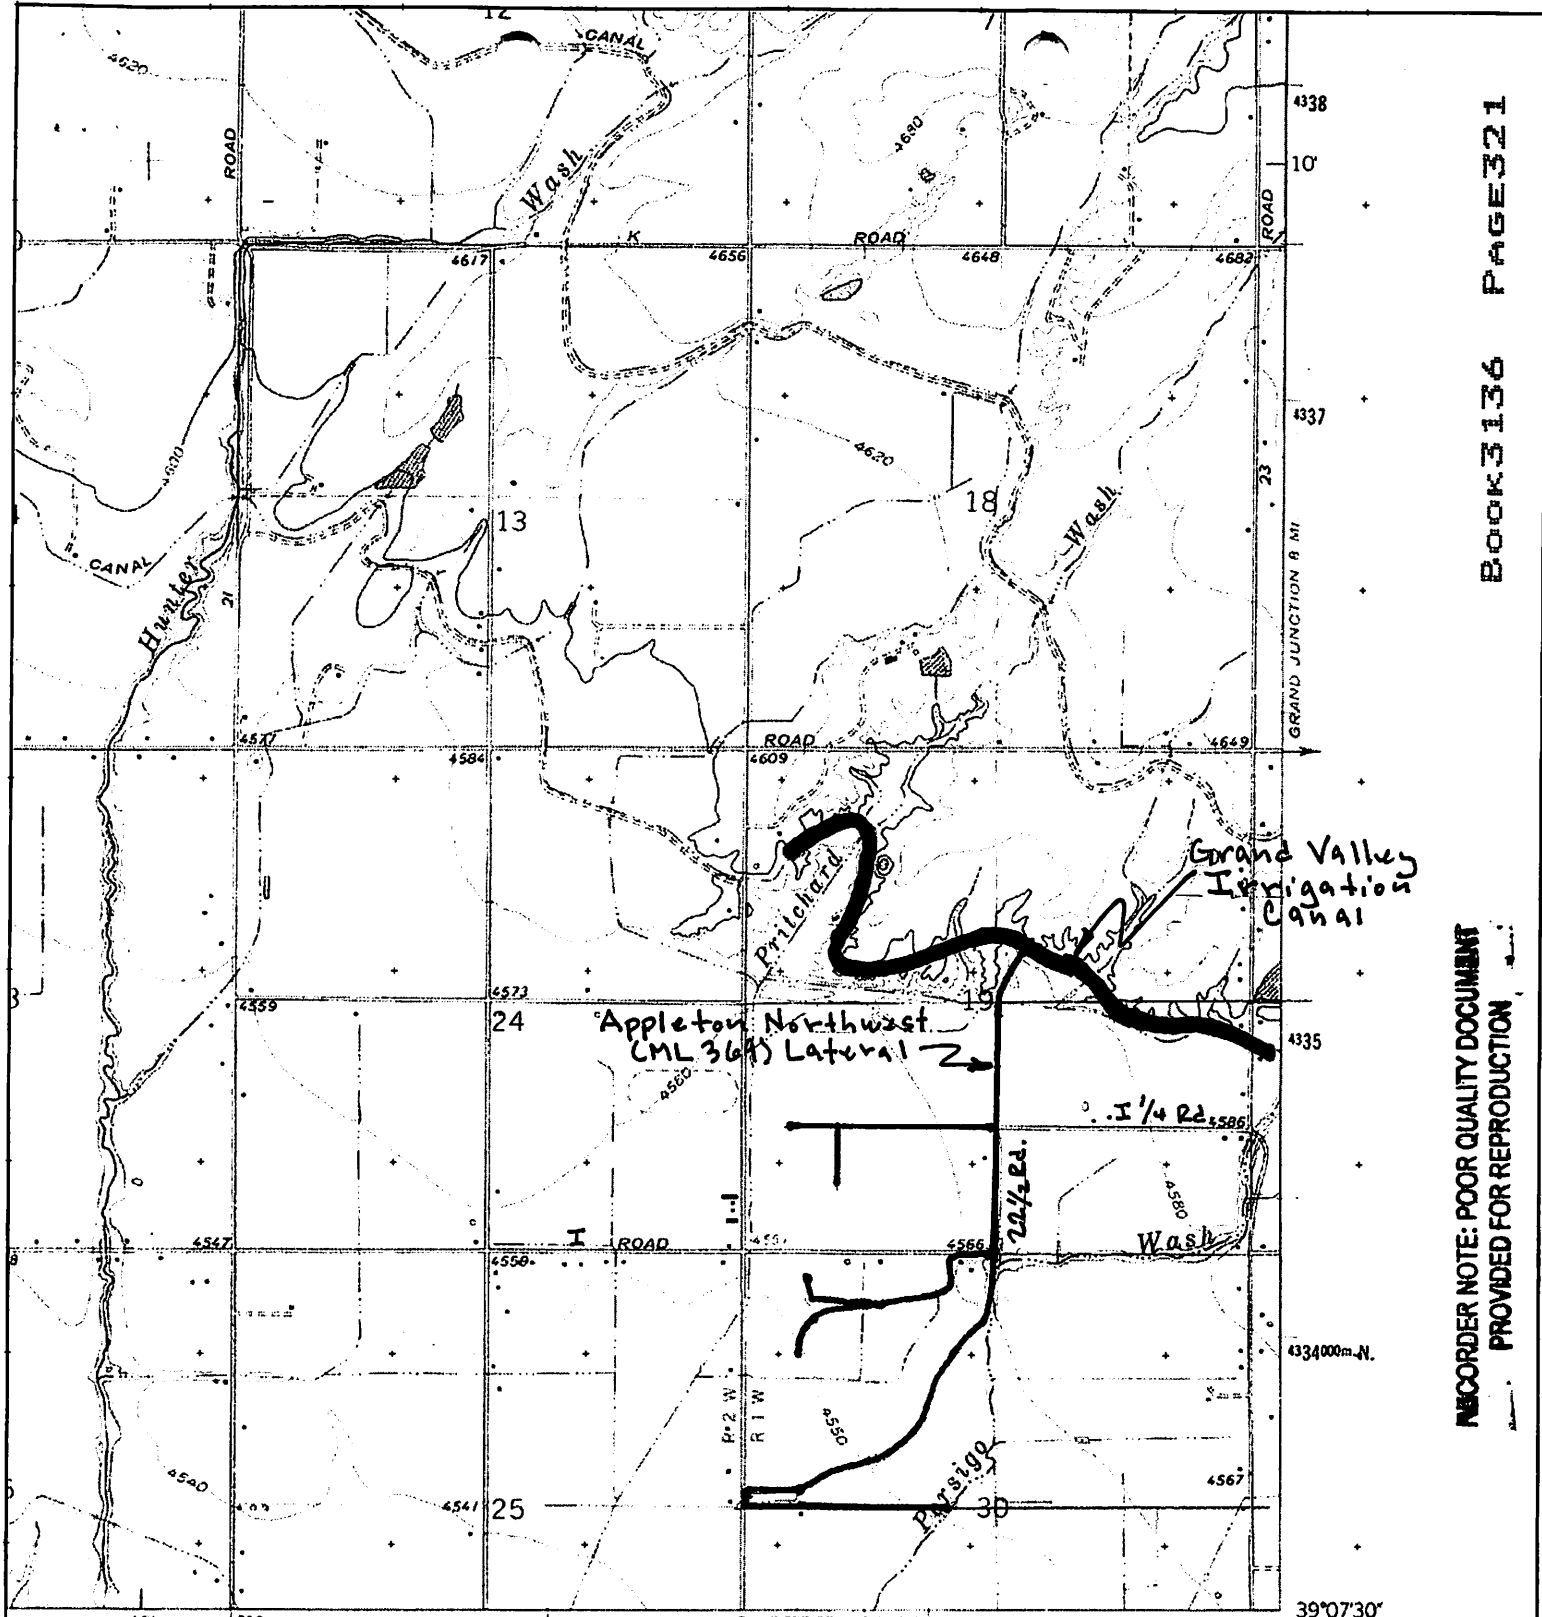 12
7
CANAL
4620
4338
ROAD
4680
10'
Wash
ROAD
K
ROAD
4617
4656
4648
4682
BOOK3136 PAGE321
4337
4620
23
18
Wash
13
CANAL
Hunter
21
GRAND JUNCTION 8 MI
4577
4584
ROAD
4609
4649
Grand Valley
Irrigation
Canal
Pritchard
4559
4573
19
24
Appleton Northwest
(ML 364) Lateral
4335
4560
I 1/4 Rd.
4586
22 1/2 Rd.
4580
Wash
I
ROAD
4547
4558
4566
4334000m.N.
R 2 W
R 1 W
4550
Persigo
4540
4541
25
30
4567
39°07'30"
RECORDER NOTE: POOR QUALITY DOCUMENT
PROVIDED FOR REPRODUCTION